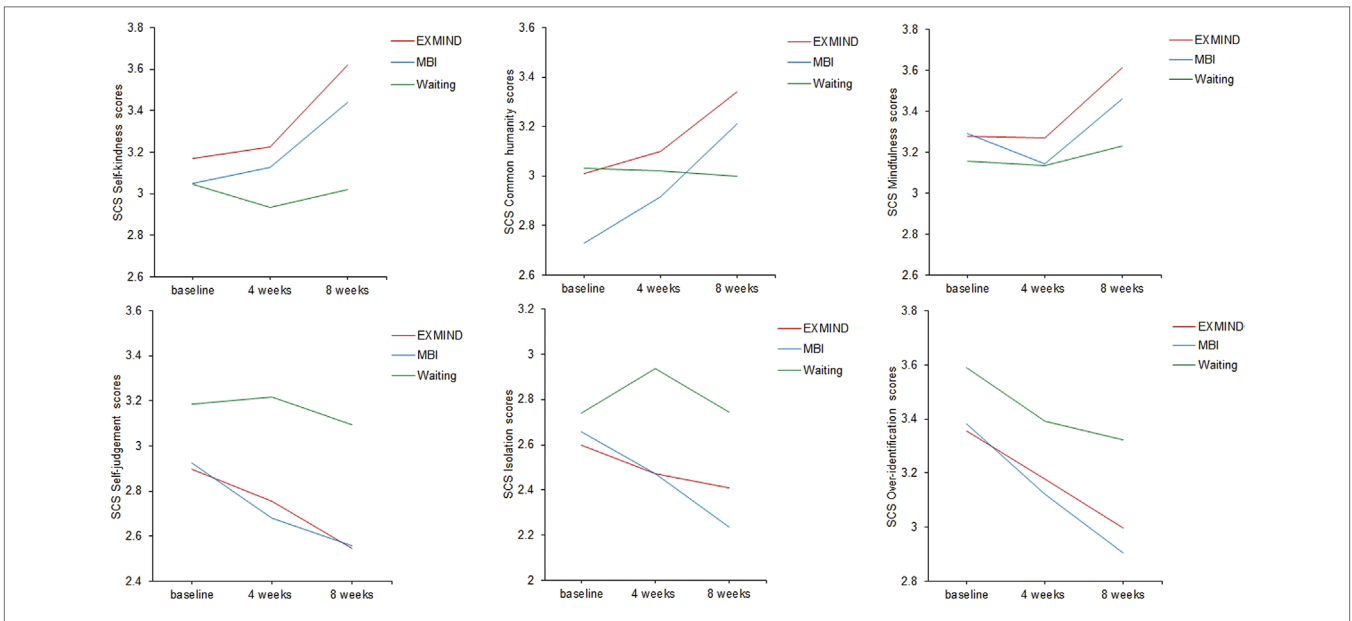 SCS Self-kindness scores
3.8
3.6
3.4
3.2
3
2.8
2.6
baseline 4 weeks 8 weeks
EXMIND
MBI
Waiting
SCS Common humanity scores
3.6
3.4
3.2
3
2.8
2.6
baseline 4 weeks 8 weeks
EXMIND
MBI
Waiting
SCS Mindfulness scores
3.8
3.6
3.4
3.2
3
2.8
2.6
baseline 4 weeks 8 weeks
EXMIND
MBI
Waiting
SCS Self-judgement scores
3.6
3.4
3.2
3
2.8
2.6
2.4
baseline 4 weeks 8 weeks
EXMIND
MBI
Waiting
SCS Isolation scores
3.2
3
2.8
2.6
2.4
2.2
2
baseline 4 weeks 8 weeks
EXMIND
MBI
Waiting
SCS Over-identification scores
3.8
3.6
3.4
3.2
3
2.8
baseline 4 weeks 8 weeks
EXMIND
MBI
Waiting